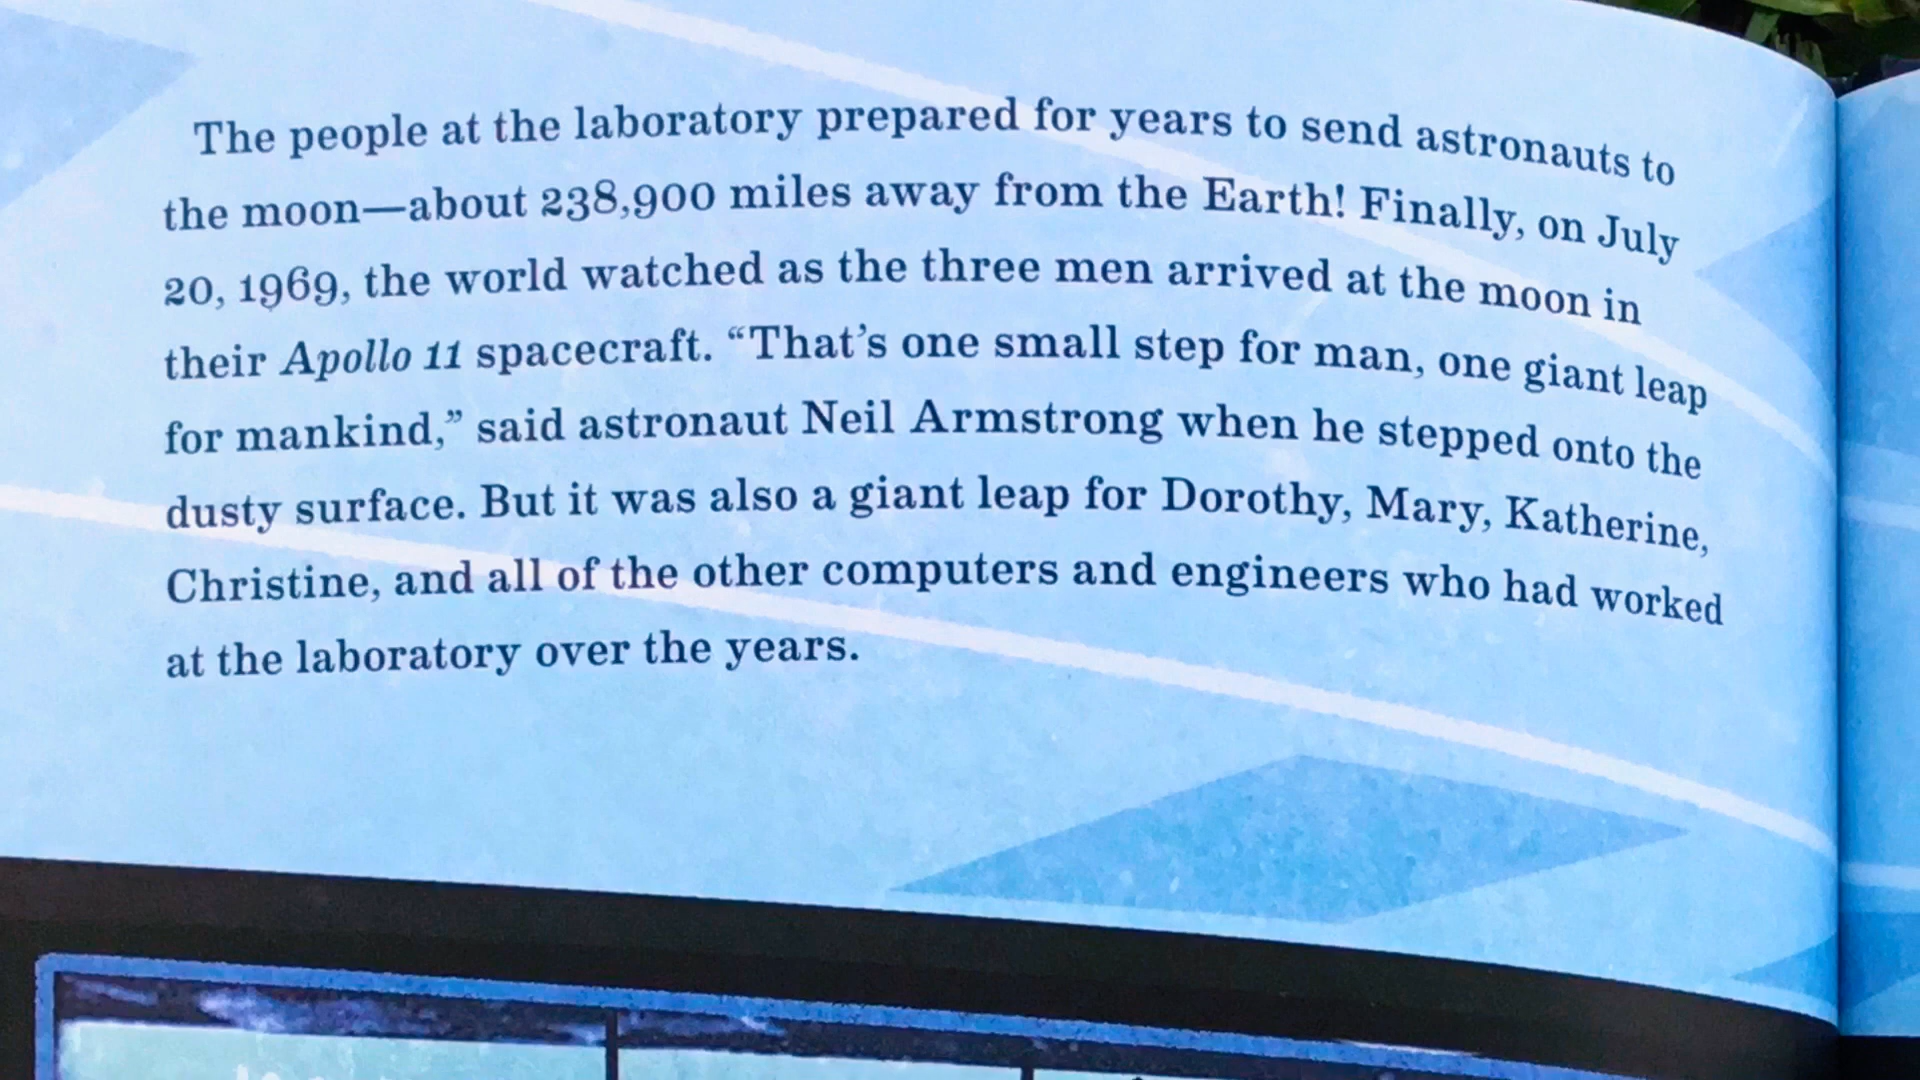 The people at the laboratory prepared for years to send astronauts to
the moon—about 238,900 miles away from the Earth! Finally, on July
20, 1969, the world watched as the three men arrived at the moon in
their Apollo 11 spacecraft. “That’s one small step for man, one giant leap
for mankind,” said astronaut Neil Armstrong when he stepped onto the
dusty surface. But it was also a giant leap for Dorothy, Mary, Katherine,
Christine, and all of the other computers and engineers who had worked
at the laboratory over the years.